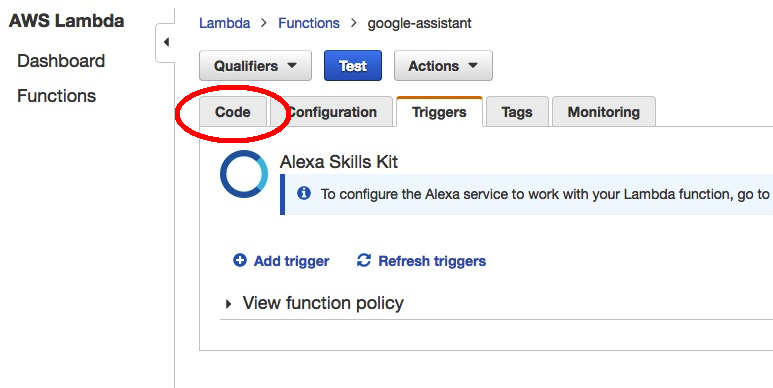 AWS Lambda
Dashboard
Functions
Lambda > Functions > google-assistant
Qualifiers Test Actions
Code Configuration Triggers Tags Monitoring
Alexa Skills Kit
To configure the Alexa service to work with your Lambda function, go to
Add trigger Refresh triggers
View function policy